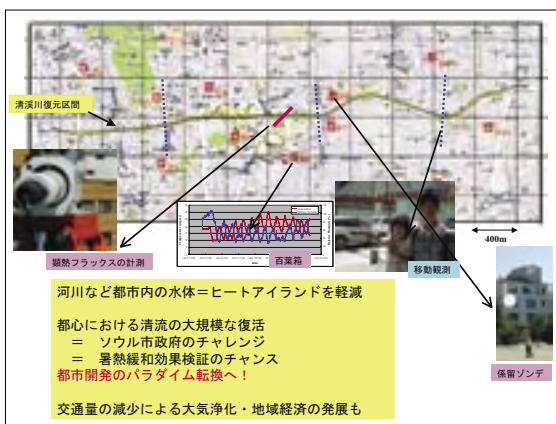 清渓川復元区間
400m
顕熱フラックスの計測
百葉箱
移動観測
係留ゾンデ
河川など都市内の水体＝ヒートアイランドを軽減
都心における清流の大規模な復活
＝ ソウル市政府のチャレンジ
＝ 暑熱緩和効果検証のチャンス
都市開発のパラダイム転換へ！
交通量の減少による大気浄化・地域経済の発展も